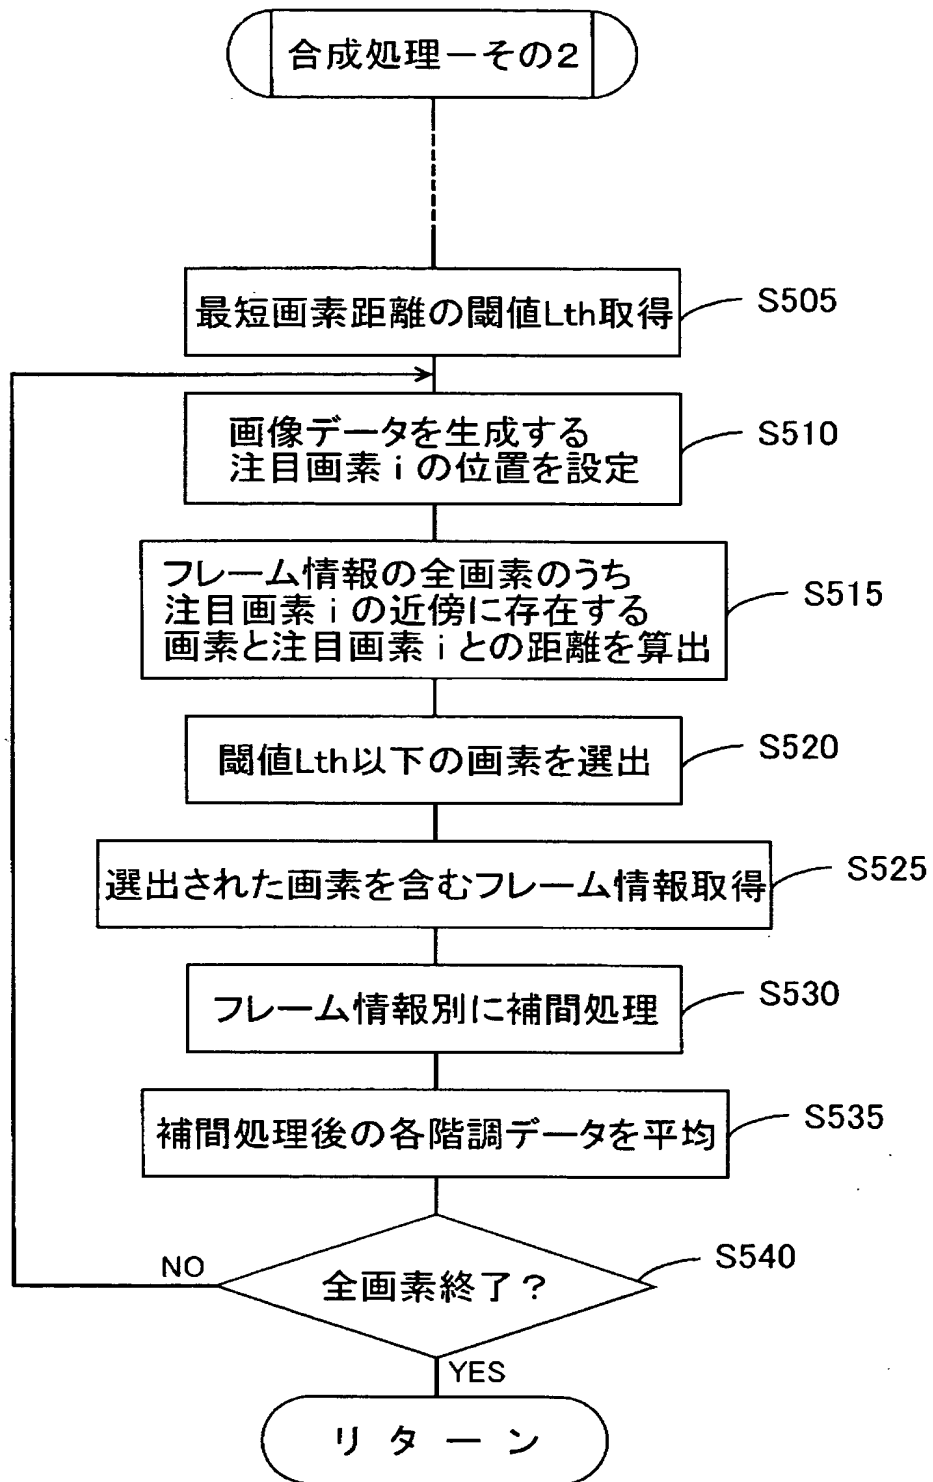 合成処理－その2
最短画素距離の閾値Lth取得
S505
画像データを生成する
注目画素iの位置を設定
S510
フレーム情報の全画素のうち
注目画素iの近傍に存在する
画素と注目画素iとの距離を算出
S515
閾値Lth以下の画素を選出
S520
選出された画素を含むフレーム情報取得
S525
フレーム情報別に補間処理
S530
補間処理後の各階調データを平均
S535
全画素終了？
S540
NO
YES
リターン